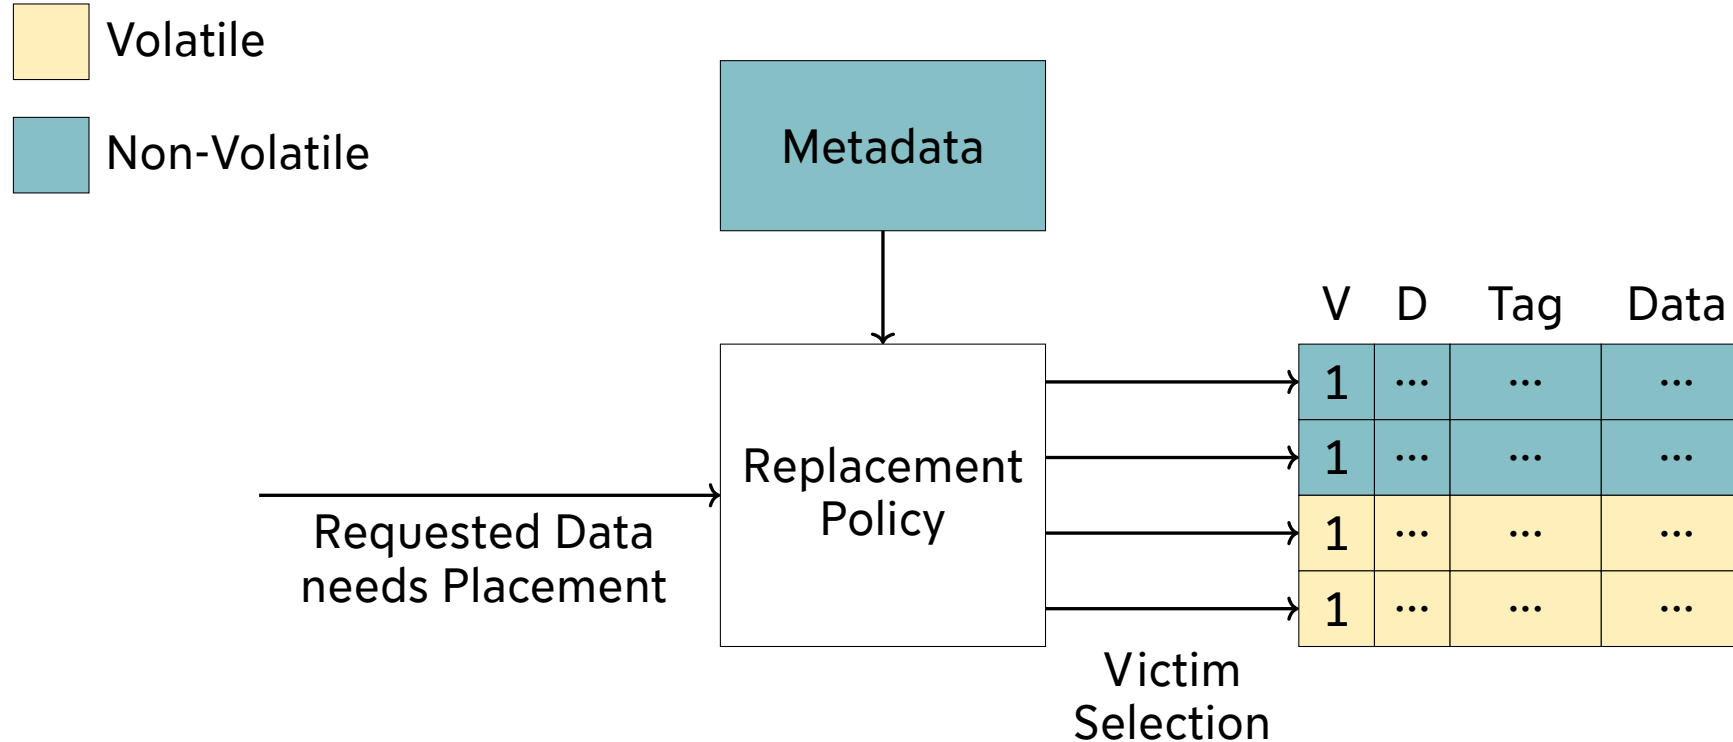 Volatile
Non-Volatile
Metadata
V D Tag Data
1 ... ... ...
1 ... ... ...
1 ... ... ...
1 ... ... ...
Replacement
Policy
Requested Data
needs Placement
Victim
Selection